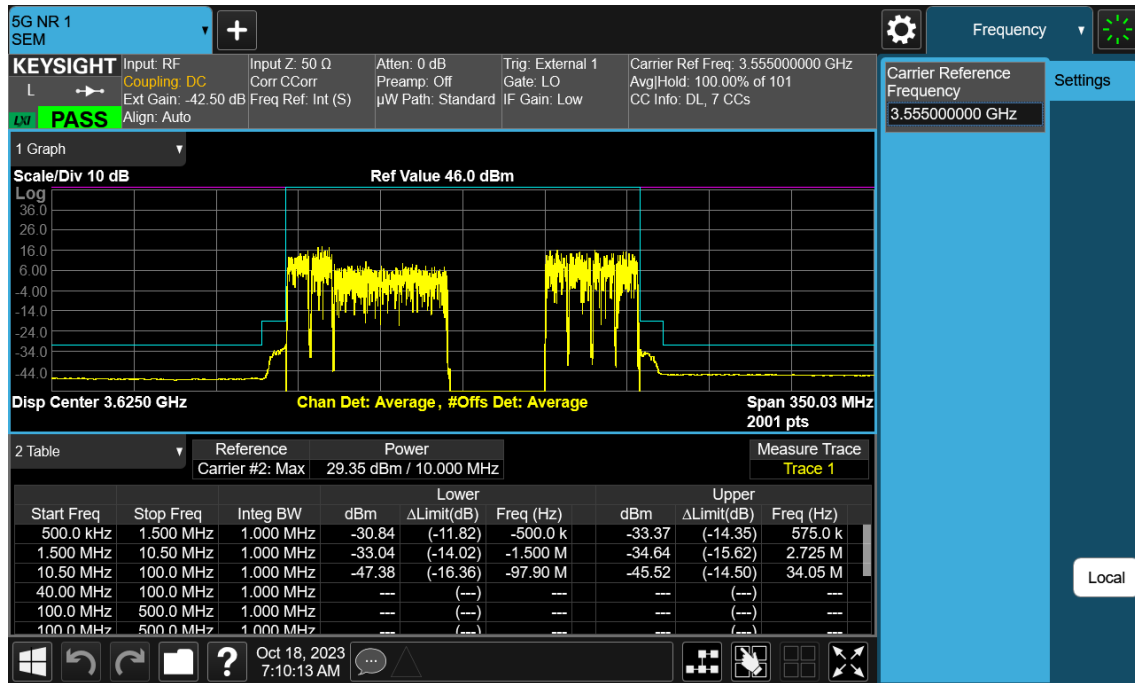 5G NR 1
SEM
Frequency
KEYSIGHT
L
LXI PASS
Input: RF
Coupling: DC
Ext Gain: -42.50 dB
Align: Auto
Input Z: 50 Ω
Corr CCorr
Freq Ref: Int (S)
Atten: 0 dB
Preamp: Off
µW Path: Standard
Trig: External 1
Gate: LO
IF Gain: Low
Carrier Ref Freq: 3.555000000 GHz
Avg|Hold: 100.00% of 101
CC Info: DL, 7 CCs
Carrier Reference
Frequency
3.555000000 GHz
Settings
1 Graph
Scale/Div 10 dB
Ref Value 46.0 dBm
Log
36.0
26.0
16.0
6.00
-4.00
-14.0
-24.0
-34.0
-44.0
Disp Center 3.6250 GHz
Chan Det: Average , #Offs Det: Average
Span 350.03 MHz
2001 pts
2 Table
Reference Power
Carrier #2: Max 29.35 dBm / 10.000 MHz
Measure Trace
Trace 1
Lower Upper
Start Freq Stop Freq Integ BW dBm ∆Limit(dB) Freq (Hz) dBm ∆Limit(dB) Freq (Hz)
500.0 kHz 1.500 MHz 1.000 MHz -30.84 (-11.82) -500.0 k -33.37 (-14.35) 575.0 k
1.500 MHz 10.50 MHz 1.000 MHz -33.04 (-14.02) -1.500 M -34.64 (-15.62) 2.725 M
10.50 MHz 100.0 MHz 1.000 MHz -47.38 (-16.36) -97.90 M -45.52 (-14.50) 34.05 M
40.00 MHz 100.0 MHz 1.000 MHz --- (---) --- --- (---) ---
100.0 MHz 500.0 MHz 1.000 MHz --- (---) --- --- (---) ---
100.0 MHz 500.0 MHz 1.000 MHz --- (---) --- --- (---) ---
Local
?
Oct 18, 2023
7:10:13 AM